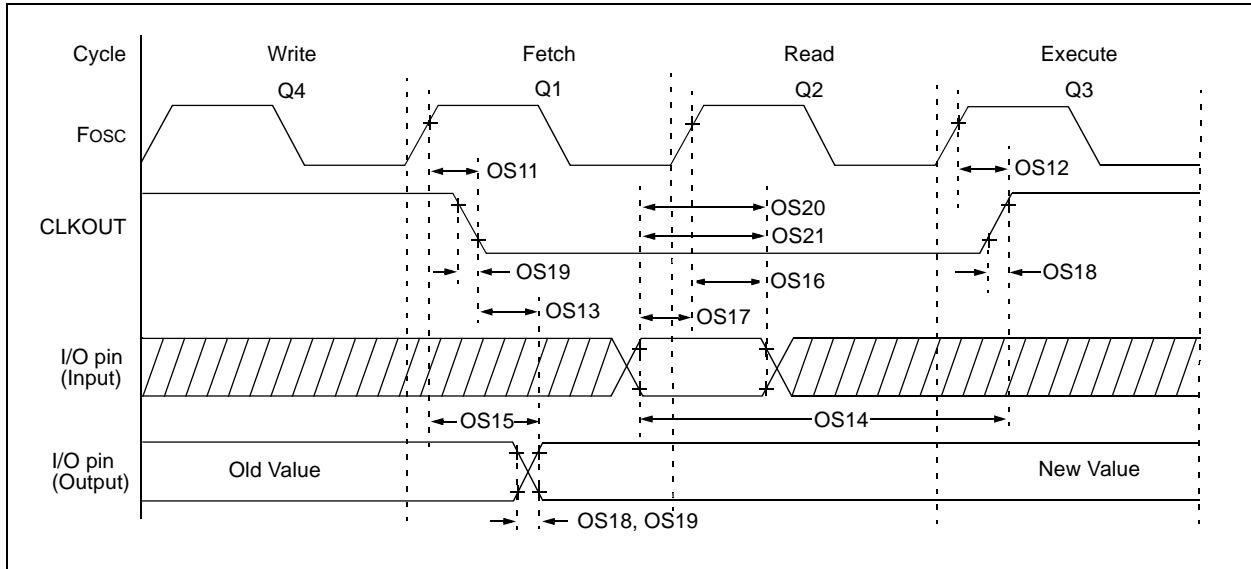 Cycle Write Fetch Read Execute
Q4 Q1 Q2 Q3
FOSC
OS11 OS12
OS20
CLKOUT
OS21
OS19 OS18
OS16
OS13 OS17
I/O pin
(Input)
OS15 OS14
I/O pin
(Output)
Old Value New Value
OS18, OS19